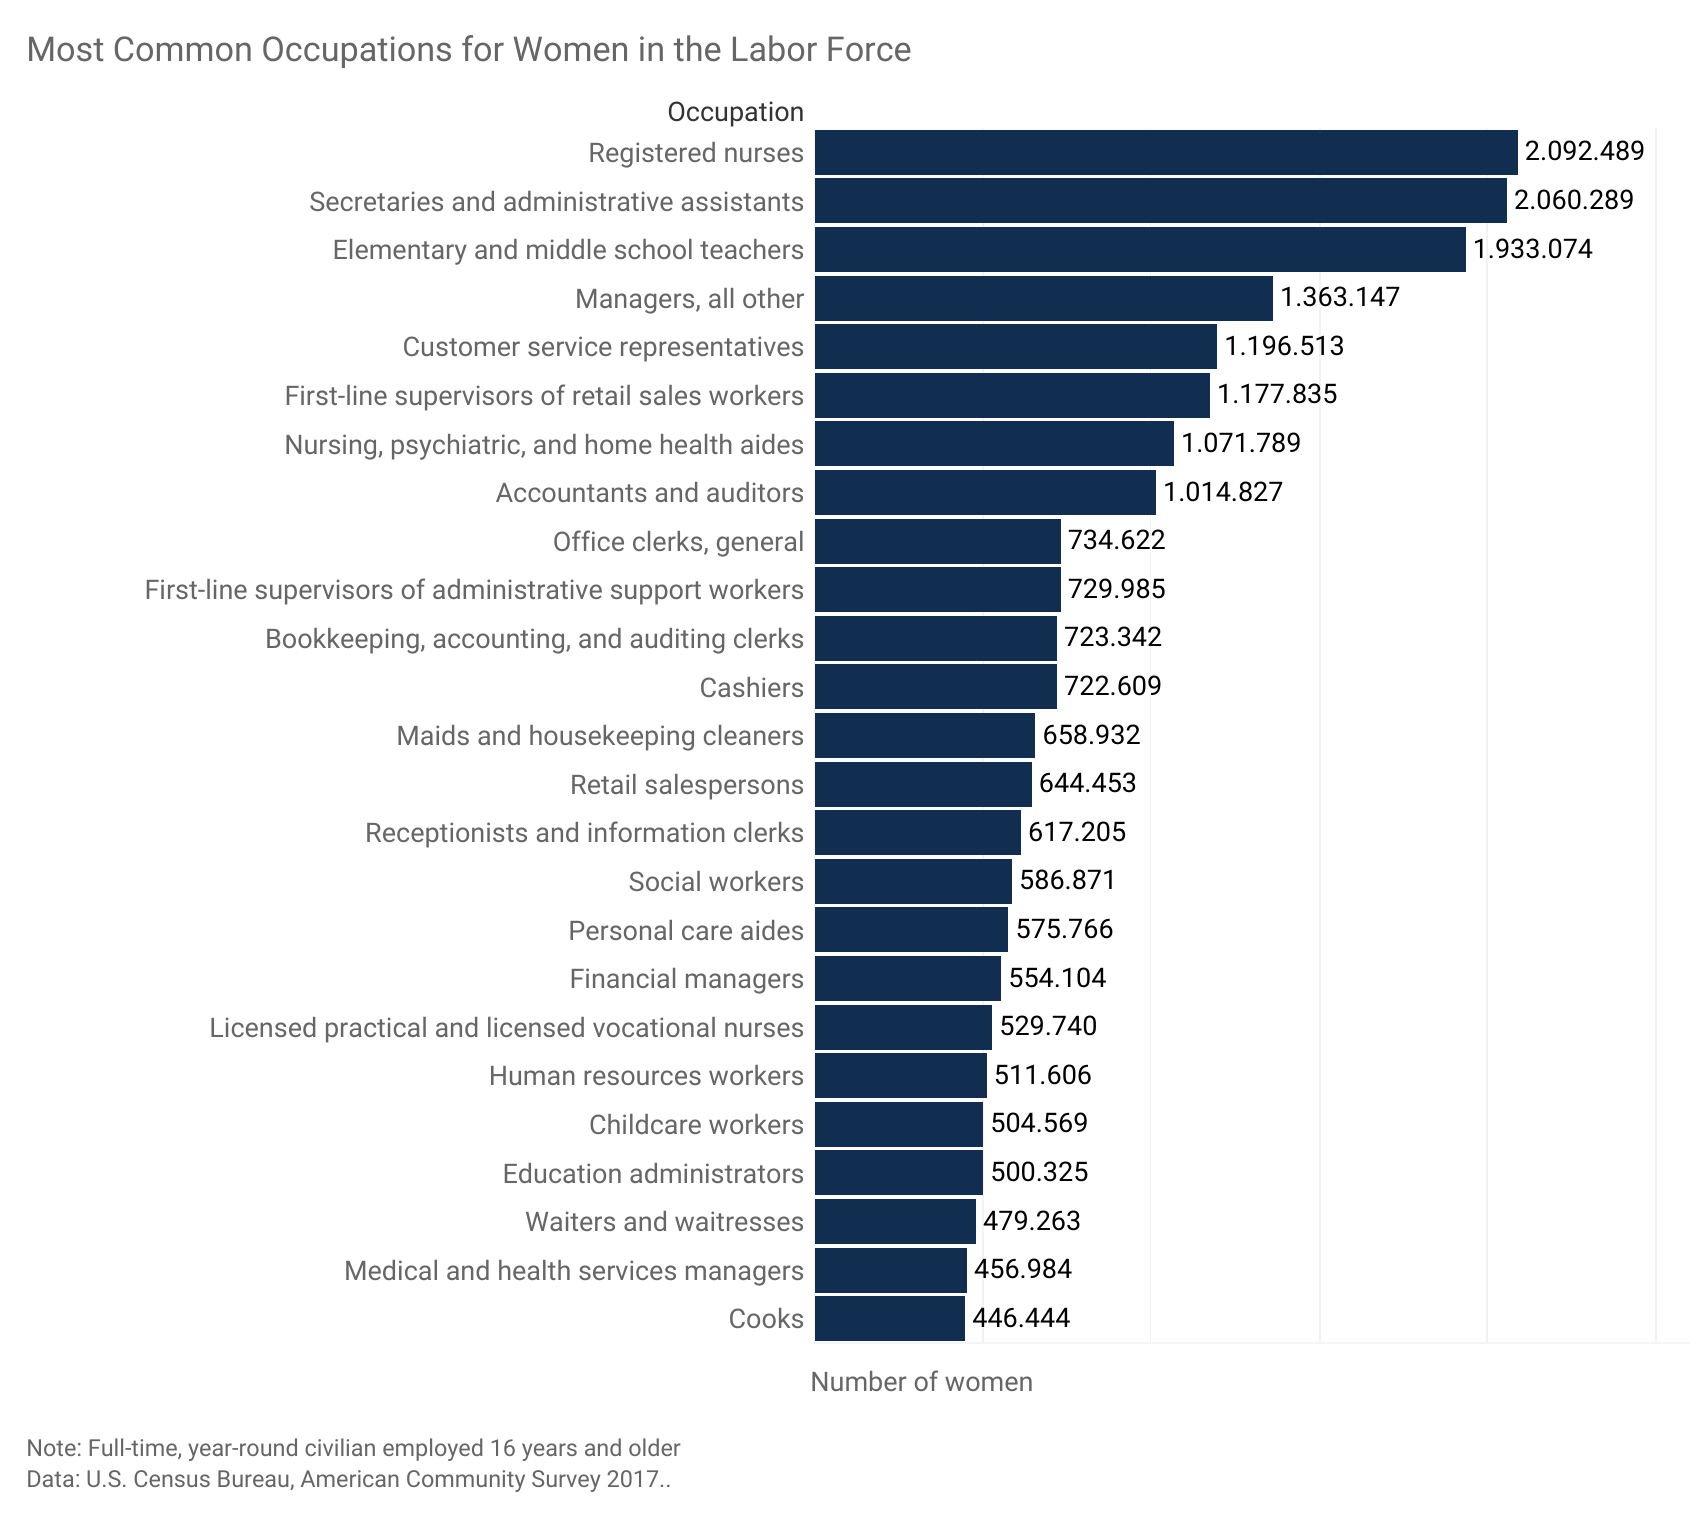 Most Common Occupations for Women in the Labor Force
Occupation
Registered nurses 2.092.489
Secretaries and administrative assistants 2.060.289
Elementary and middle school teachers 1.933.074
Managers, all other 1.363.147
Customer service representatives 1.196.513
First-line supervisors of retail sales workers 1.177.835
Nursing, psychiatric, and home health aides 1.071.789
Accountants and auditors 1.014.827
Office clerks, general 734.622
First-line supervisors of administrative support workers 729.985
Bookkeeping, accounting, and auditing clerks 723.342
Cashiers 722.609
Maids and housekeeping cleaners 658.932
Retail salespersons 644.453
Receptionists and information clerks 617.205
Social workers 586.871
Personal care aides 575.766
Financial managers 554.104
Licensed practical and licensed vocational nurses 529.740
Human resources workers 511.606
Childcare workers 504.569
Education administrators 500.325
Waiters and waitresses 479.263
Medical and health services managers 456.984
Cooks 446.444
Number of women
Note: Full-time, year-round civilian employed 16 years and older
Data: U.S. Census Bureau, American Community Survey 2017..